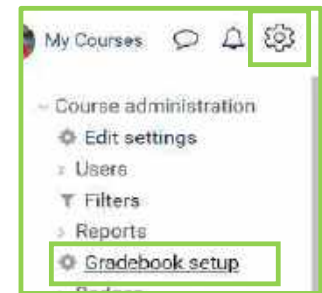 My Courses
Course administration
Edit settings
Users
Filters
Reports
Gradebook setup